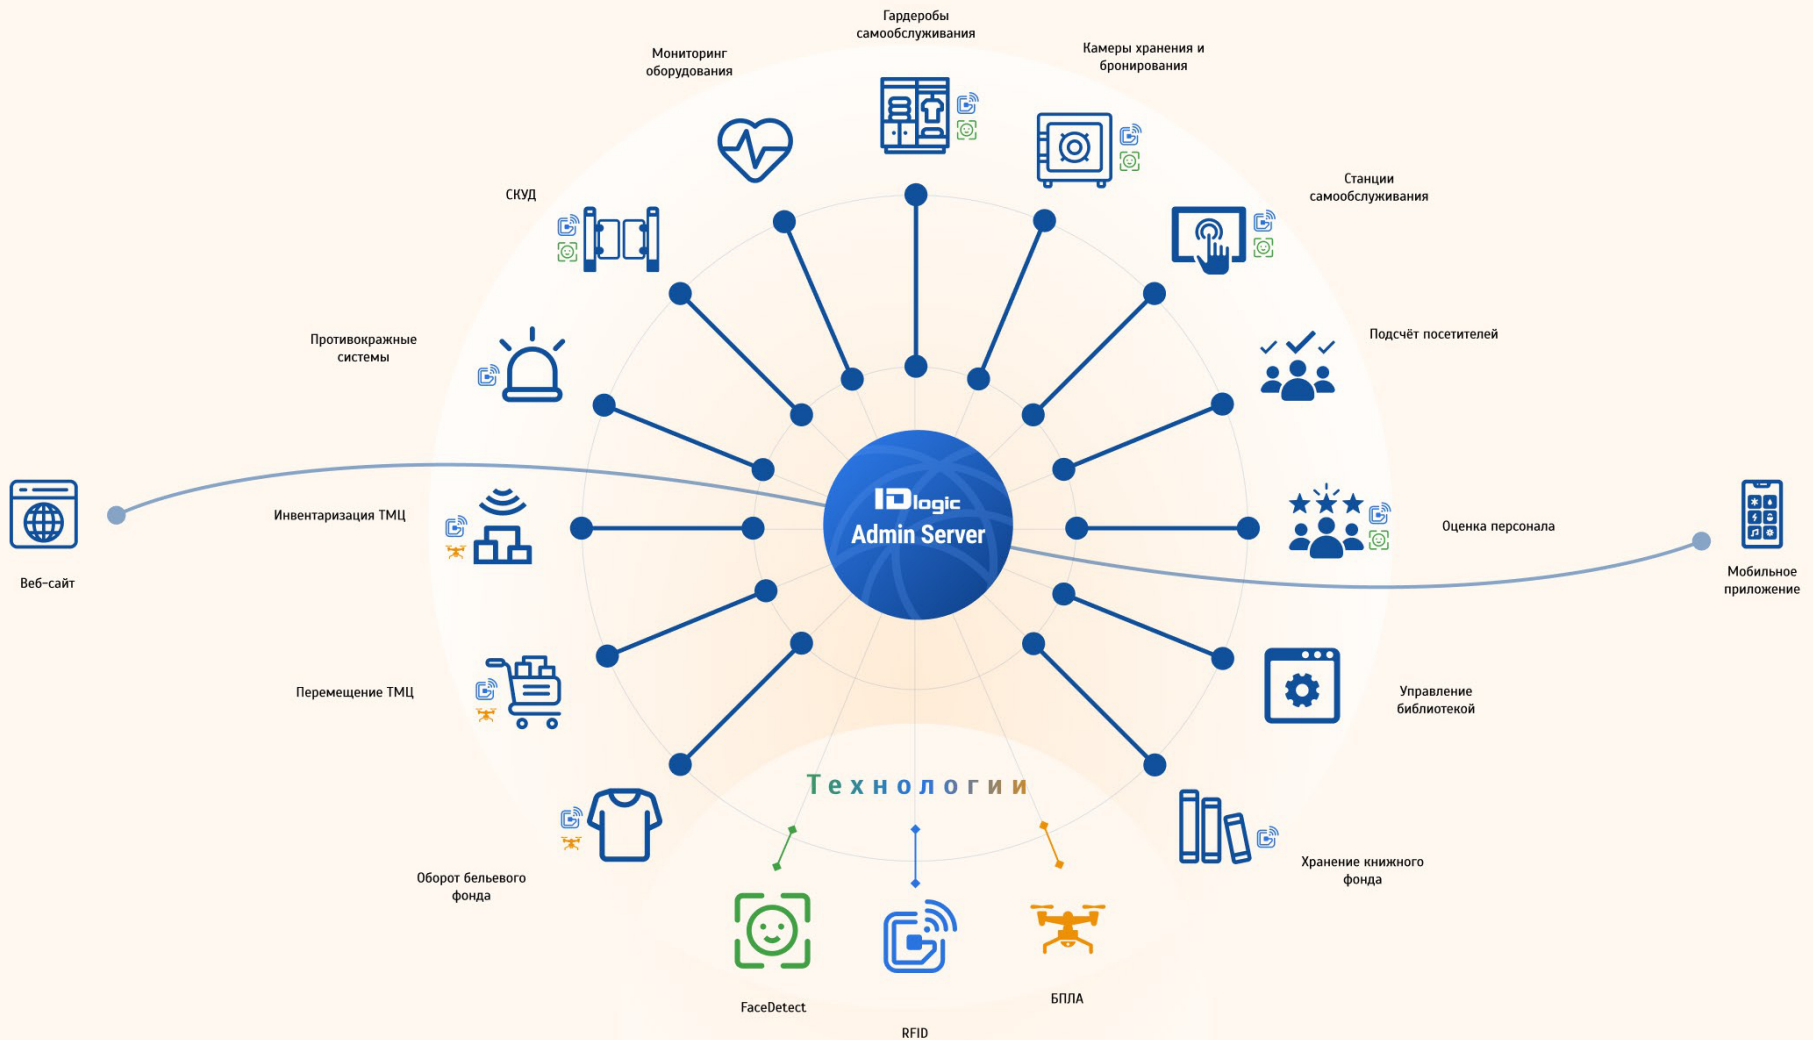 Гардеробы
самообслуживания
Камеры хранения и
бронирования
Мониторинг
оборудования
Станции
самообслуживания
СКУД
Подсчёт посетителей
Противокражные
системы
IDlogic
Admin Server
Инвентаризация ТМЦ
Оценка персонала
Веб-сайт
Мобильное
приложение
Перемещение ТМЦ
Управление
библиотекой
Технологии
Хранение книжного
фонда
Оборот бельевого
фонда
FaceDetect
RFID
БПЛА